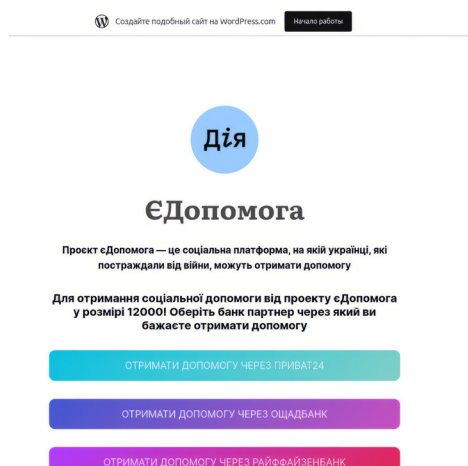 Создайте подобный сайт на WordPress.com
Начало работы
Дія
ЄДопомога
Проєкт єДопомога — це соціальна платформа, на якій українці, які
постраждали від війни, можуть отримати допомогу
Для отримання соціальної допомоги від проекту єДопомога
у розмірі 12000! Оберіть банк партнер через який ви
бажаєте отримати допомогу
ОТРИМАТИ ДОПОМОГУ ЧЕРЕЗ ПРИВАТ24
ОТРИМАТИ ДОПОМОГУ ЧЕРЕЗ ОЩАДБАНК
ОТРИМАТИ ДОПОМОГУ ЧЕРЕЗ РАЙФФАЙЗЕНБАНК